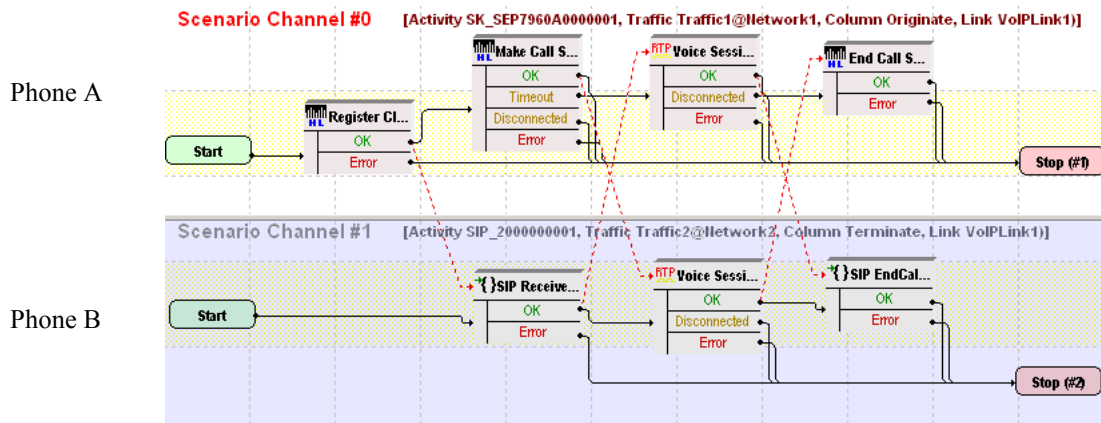 Scenario Channel #0 [Activity SK_SEP7960A0000001, Traffic Traffic1@Network1, Column Originate, Link VoIPLink1)]
Phone A
Start
HL Register Cl...
OK
Error
HL Make Call S...
OK
Timeout
Disconnected
Error
RTP Voice Sessi...
OK
Disconnected
Error
HL End Call S...
OK
Error
Stop (#1)
Scenario Channel #1 [Activity SIP_2000000001, Traffic Traffic2@Network2, Column Terminate, Link VoIPLink1)]
Phone B
Start
{}SIP Receive...
OK
Error
RTP Voice Sessi...
OK
Disconnected
Error
{}SIP EndCal...
OK
Error
Stop (#2)